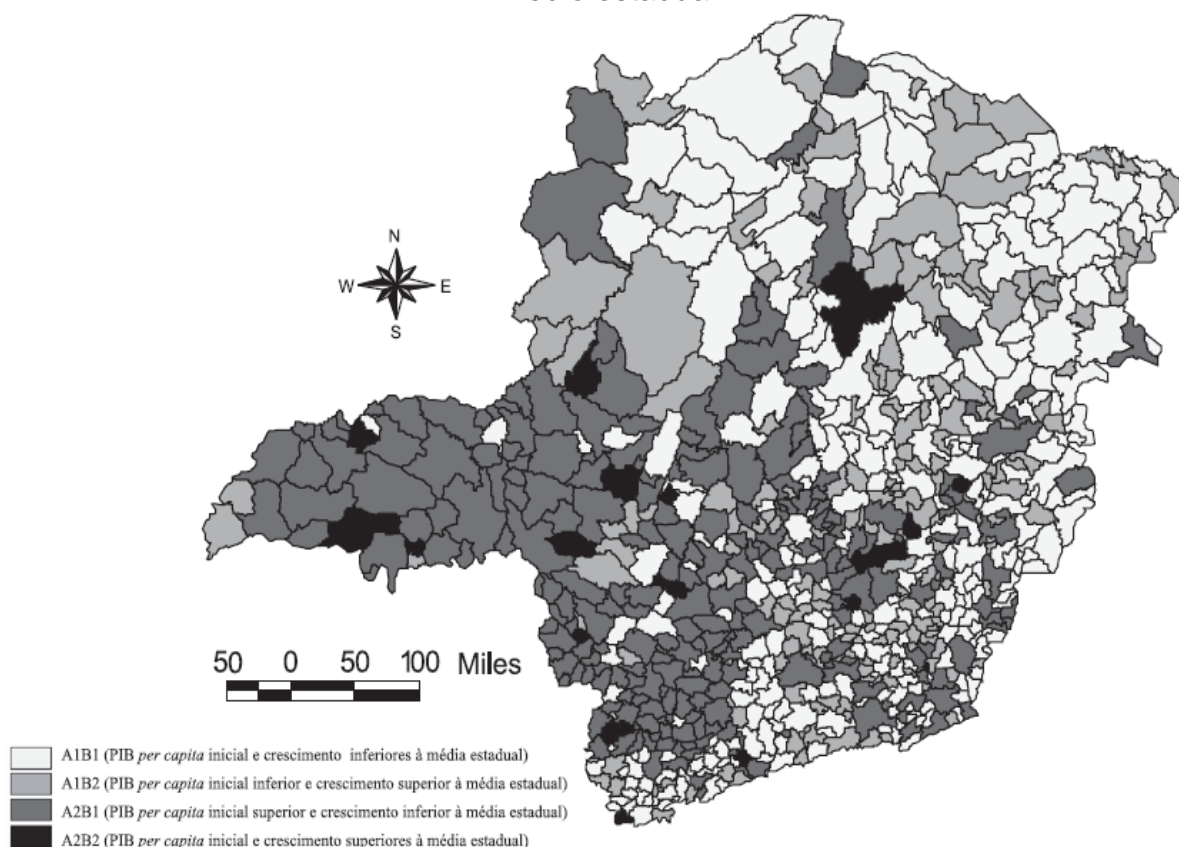 N
W E
S
50 0 50 100 Miles
A1B1 (PIB per capita inicial e crescimento inferiores à média estadual)
A1B2 (PIB per capita inicial inferior e crescimento superior à média estadual)
A2B1 (PIB per capita inicial superior e crescimento inferior à média estadual)
A2B2 (PIB per capita inicial e crescimento superiores à média estadual)